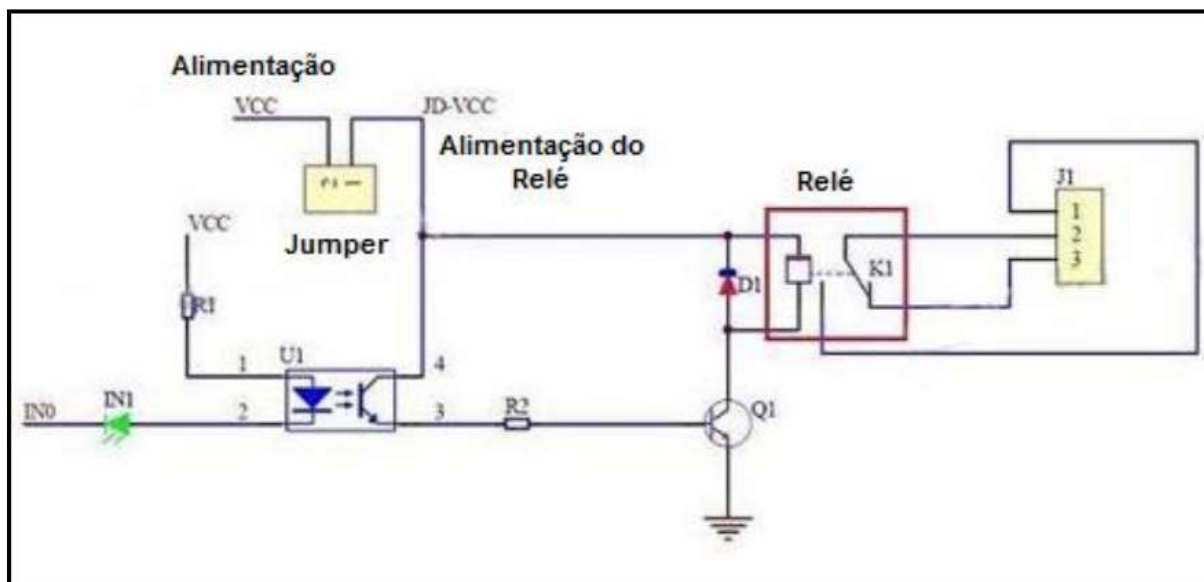 Alimentação
VCC
JD-VCC
Alimentação do
Relé
Relé
J1
1
2
3
VCC
Jumper
K1
D1
R1
U1
1
4
IN0
IN1
2
3
R2
Q1